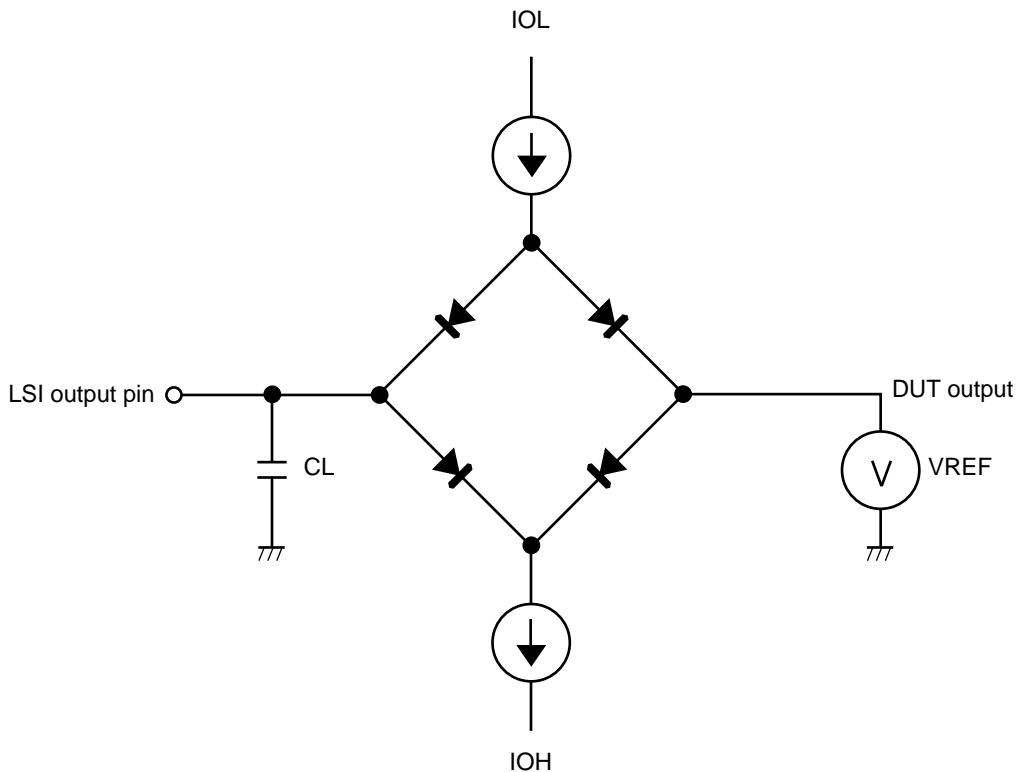 IOL
LSI output pin
DUT output
CL
V
VREF
IOH